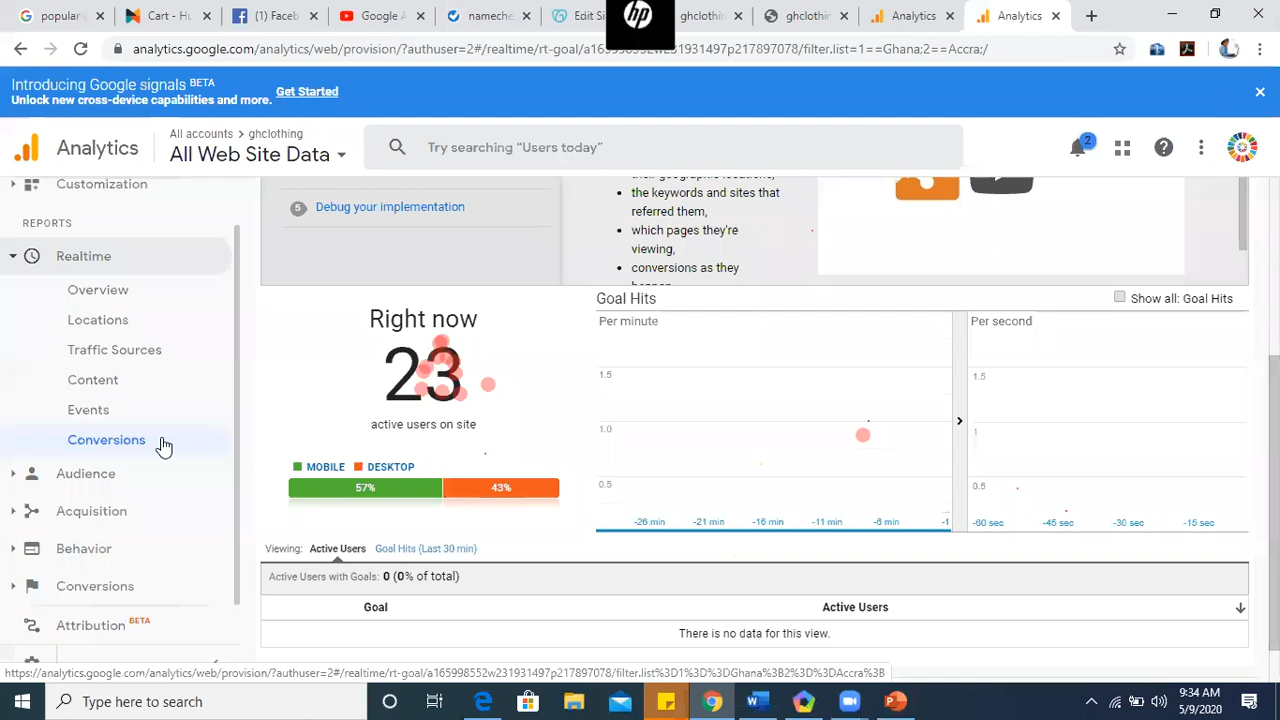 popular
Cart - Hu
(1) Faceb
Google A
namechec
Edit Sit
ghclothing
ghclothing
Analytics
Analytics
hp
analytics.google.com/analytics/web/provision/?authuser=2#/realtime/rt-goal/a165998552w231931497p217897078/filter.list=1==Ghana;2==Accra;/
Introducing Google signals BETA
Unlock new cross-device capabilities and more.
Get Started
Analytics
All accounts > ghclothing
All Web Site Data
Try searching “Users today”
2
Customization
REPORTS
Realtime
Overview
Locations
Traffic Sources
Content
Events
Conversions
Audience
Acquisition
Behavior
Conversions
Attribution BETA
5 Debug your implementation
the keywords and sites that
referred them,
which pages they're
viewing,
conversions as they
Right now
23
active users on site
MOBILE DESKTOP
57% 43%
Goal Hits
Show all: Goal Hits
Per minute
1.5
1.0
0.5
-26 min -21 min -16 min -11 min -6 min -1
Per second
1.5
1
0.5
-60 sec -45 sec -30 sec -15 sec
Viewing: Active Users Goal Hits (Last 30 min)
Active Users with Goals: 0 (0% of total)
Goal Active Users
There is no data for this view.
https://analytics.google.com/analytics/web/provision/?authuser=2#/realtime/rt-goal/a165998552w231931497p217897078/filter.list%3D1%3D%3DGhana%3B2%3D%3DAccra%3B
Type here to search
9:34 AM
5/9/2020